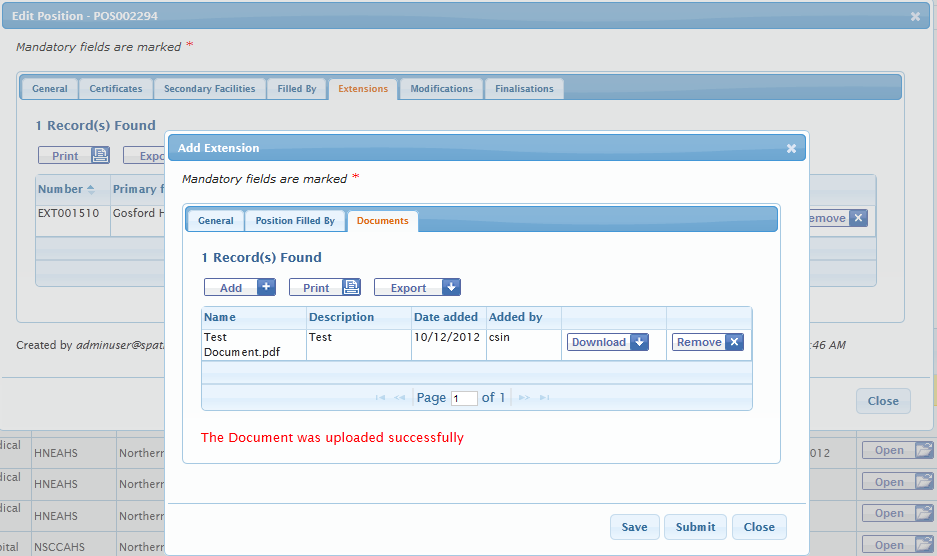 Edit Position - POS002294
Mandatory fields are marked *
General Certificates Secondary Facilities Filled By Extensions Modifications Finalisations
1 Record(s) Found
Print Expo
Number Primary f
EXT001510 Gosford H emove
Created by adminuser@spat :46 AM
Close
Add Extension
Mandatory fields are marked *
General Position Filled By Documents
1 Record(s) Found
Add Print Export
Name Description Date added Added by
Test Document.pdf Test 10/12/2012 csin Download Remove
Page 1 of 1
The Document was uploaded successfully
Save Submit Close
dical HNEAHS Northern 012 Open
dical HNEAHS Northern Open
dical HNEAHS Northern Open
pital NSCCAHS Northern Open